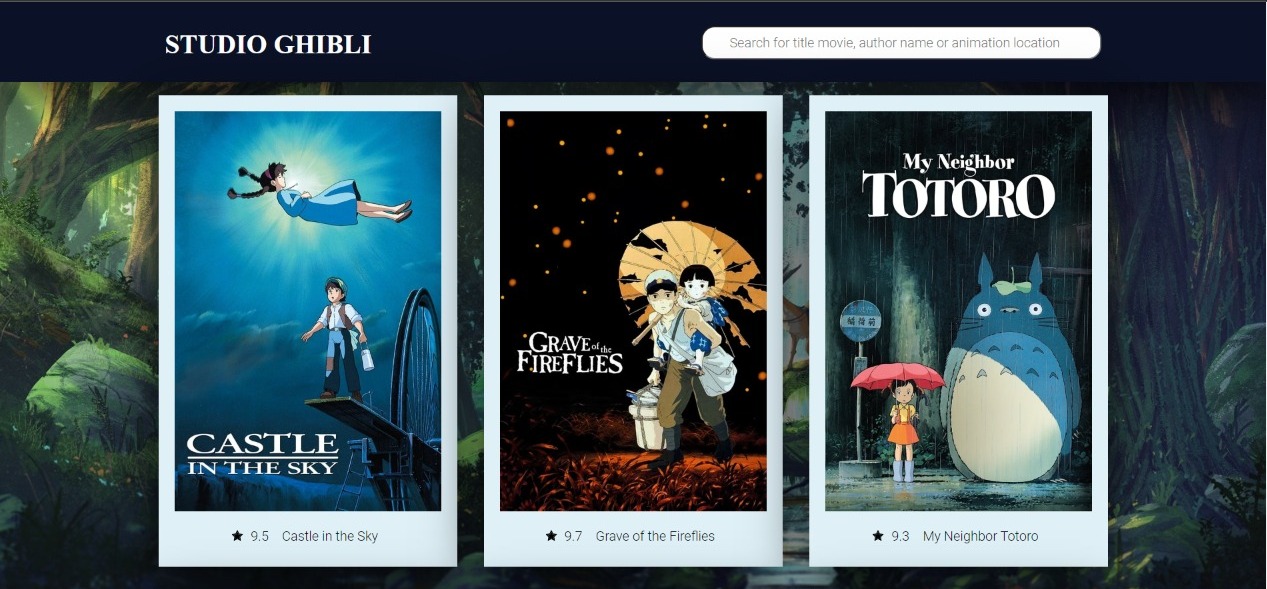 STUDIO GHIBLI
Search for title movie, author name or animation location
CASTLE
IN THE SKY
GRAVE of the
FIREFLIES
My Neighbor
TOTORO
9.5 Castle in the Sky
9.7 Grave of the Fireflies
9.3 My Neighbor Totoro